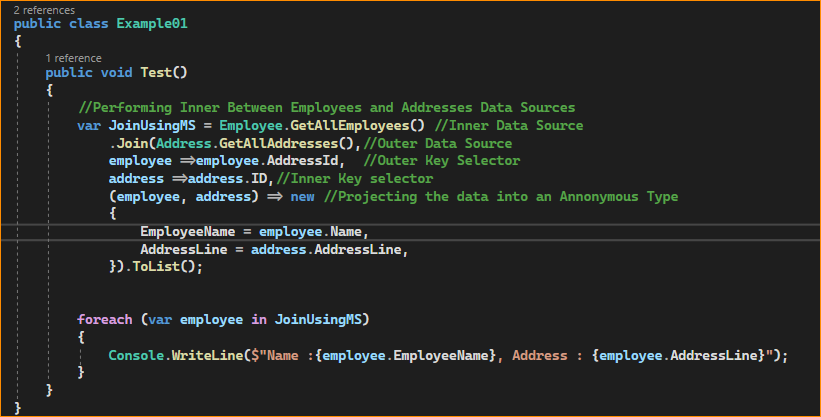 2 references
public class Example01
{
1 reference
public void Test()
{
//Performing Inner Between Employees and Addresses Data Sources
var JoinUsingMS = Employee.GetAllEmployees() //Inner Data Source
.Join(Address.GetAllAddresses(),//Outer Data Source
employee =>employee.AddressId,  //Outer Key Selector
address =>address.ID,//Inner Key selector
(employee, address) => new //Projecting the data into an Annonymous Type
{
EmployeeName = employee.Name,
AddressLine = address.AddressLine,
}).ToList();
foreach (var employee in JoinUsingMS)
{
Console.WriteLine($"Name :{employee.EmployeeName}, Address : {employee.AddressLine}");
}
}
}